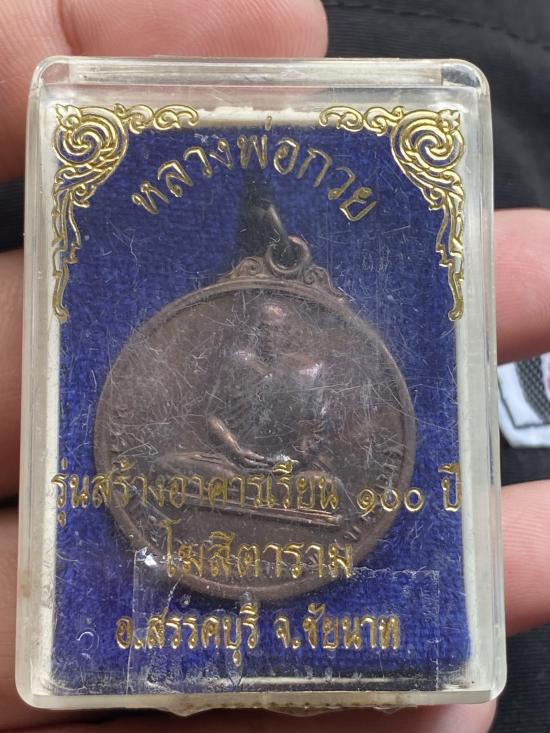 หลวงพ่อกวย
รุ่นสร้างอาคารเรียน ๑๐๐ ปี
โฆสิตาราม
อ.สรรคบุรี จ.ชัยนาท